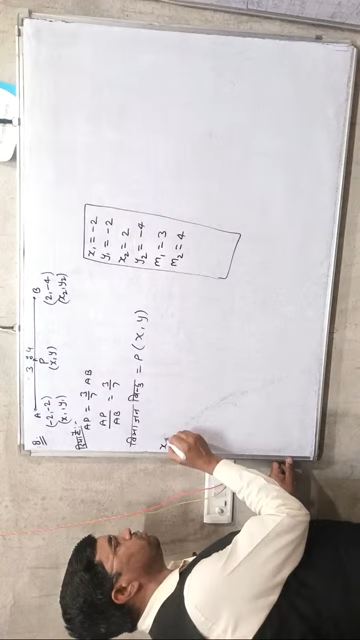 8
3 : 4
A P B
(-2,-2) (x,y) (2,-4)
(x₁,y₁) (x₂,y₂)
AP = 3/7 AB
AP/AB = 3/7
विभाजन बिन्दु = P (x,y)
x₁ = -2
y₁ = -2
x₂ = 2
y₂ = -4
m₁ = 3
m₂ = 4